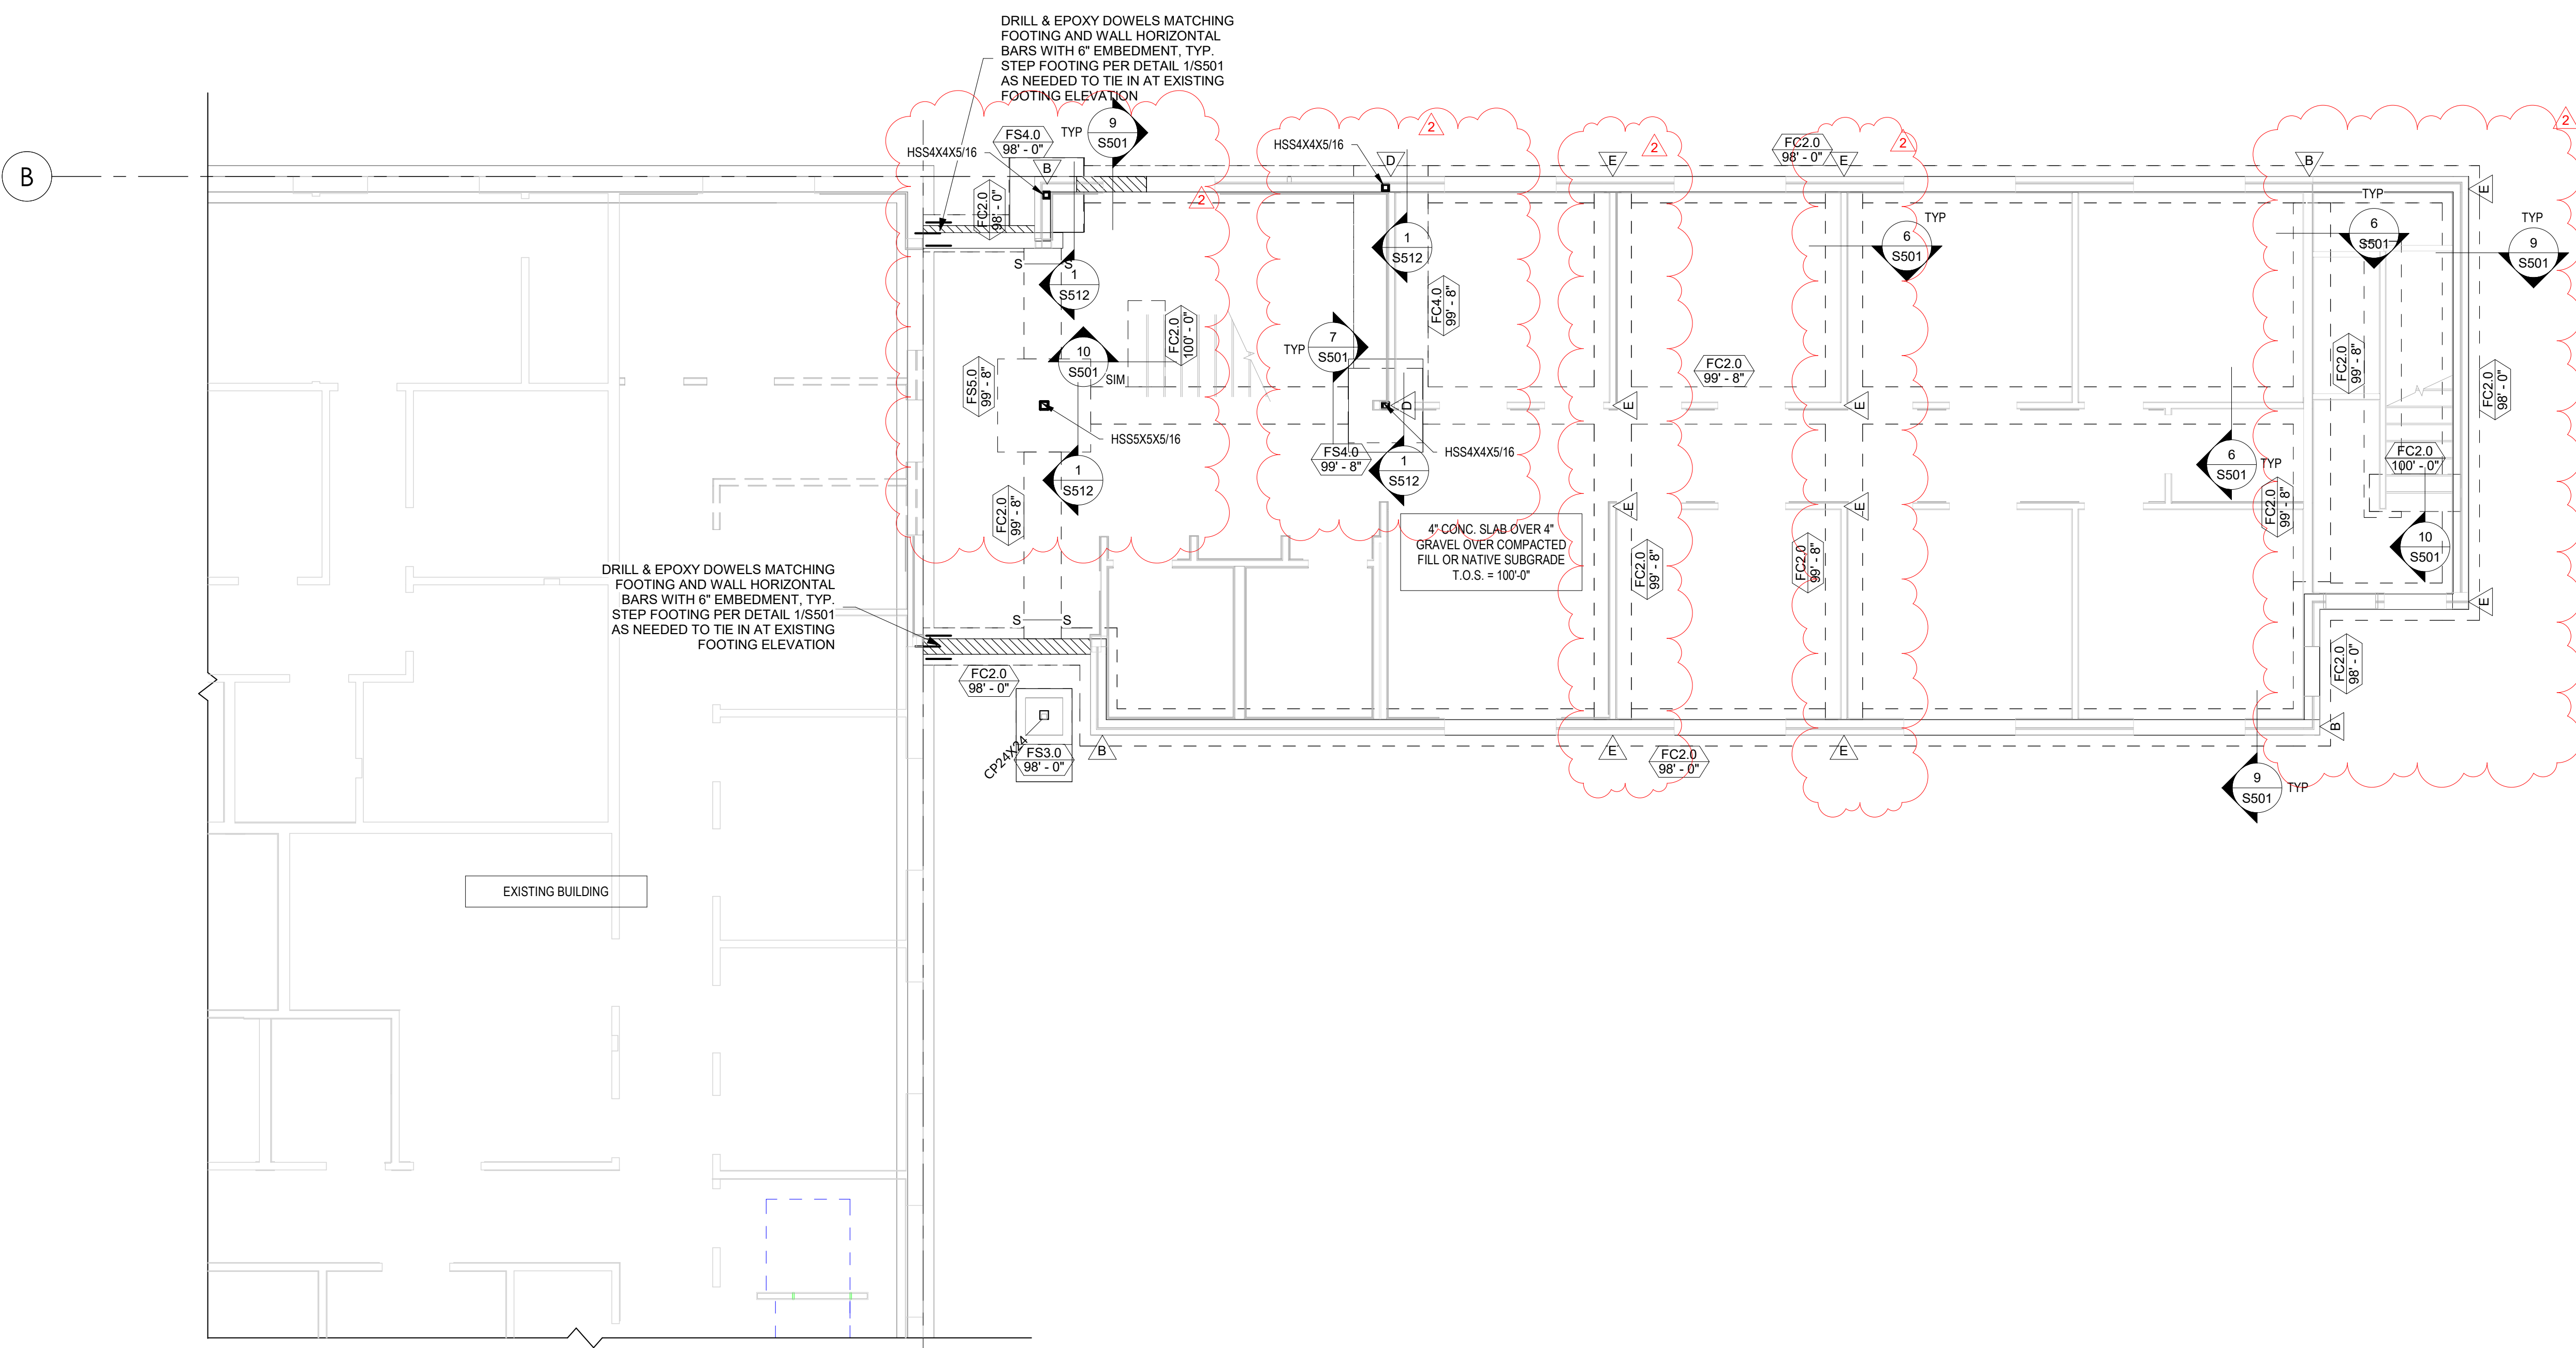 DRILL & EPOXY DOWELS MATCHING
FOOTING AND WALL HORIZONTAL
BARS WITH 6" EMBEDMENT, TYP.
STEP FOOTING PER DETAIL 1/S501
AS NEEDED TO TIE IN AT EXISTING
FOOTING ELEVATION
B
FS4.0
98' - 0"
HSS4X4X5/16
B
TYP
9
S501
FC2.0
98' - 0"
2
HSS4X4X5/16
2
D
E
2
FC2.0
98' - 0"
E
2
B
2
E
TYP
6
S501
TYP
9
S501
TYP
6
S501
S
S
1
S512
1
S512
FC4.0
99' - 8"
10
S501
SIM
FC2.0
100' - 0"
TYP
7
S501
FS5.0
99' - 8"
HSS5X5X5/16
D
FC2.0
99' - 8"
E
E
FC2.0
99' - 8"
FC2.0
98' - 0"
FS4.0
99' - 8"
HSS4X4X5/16
1
S512
1
S512
FC2.0
99' - 8"
6
S501
TYP
FC2.0
100' - 0"
FC2.0
99' - 8"
E
E
10
S501
4" CONC. SLAB OVER 4"
GRAVEL OVER COMPACTED
FILL OR NATIVE SUBGRADE
T.O.S. = 100'-0"
FC2.0
99' - 8"
FC2.0
99' - 8"
E
DRILL & EPOXY DOWELS MATCHING
FOOTING AND WALL HORIZONTAL
BARS WITH 6" EMBEDMENT, TYP.
STEP FOOTING PER DETAIL 1/S501
AS NEEDED TO TIE IN AT EXISTING
FOOTING ELEVATION
S
S
FC2.0
98' - 0"
FC2.0
98' - 0"
B
CP24X24
FS3.0
98' - 0"
B
E
FC2.0
98' - 0"
E
9
S501
TYP
EXISTING BUILDING